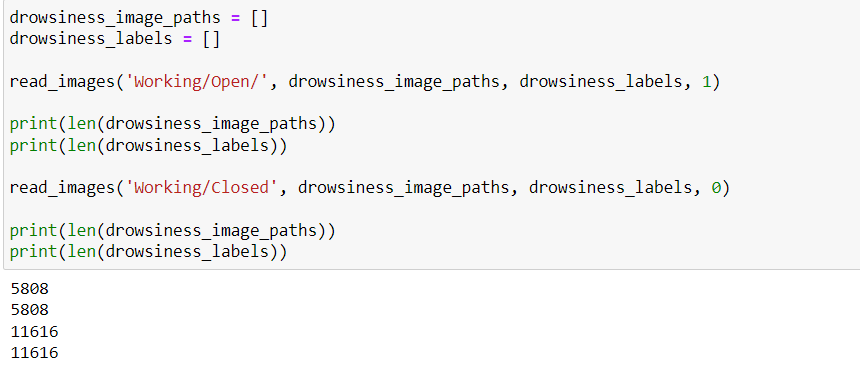 drowsiness_image_paths = []
drowsiness_labels = []
read_images('Working/Open/', drowsiness_image_paths, drowsiness_labels, 1)
print(len(drowsiness_image_paths))
print(len(drowsiness_labels))
read_images('Working/Closed', drowsiness_image_paths, drowsiness_labels, 0)
print(len(drowsiness_image_paths))
print(len(drowsiness_labels))
5808
5808
11616
11616